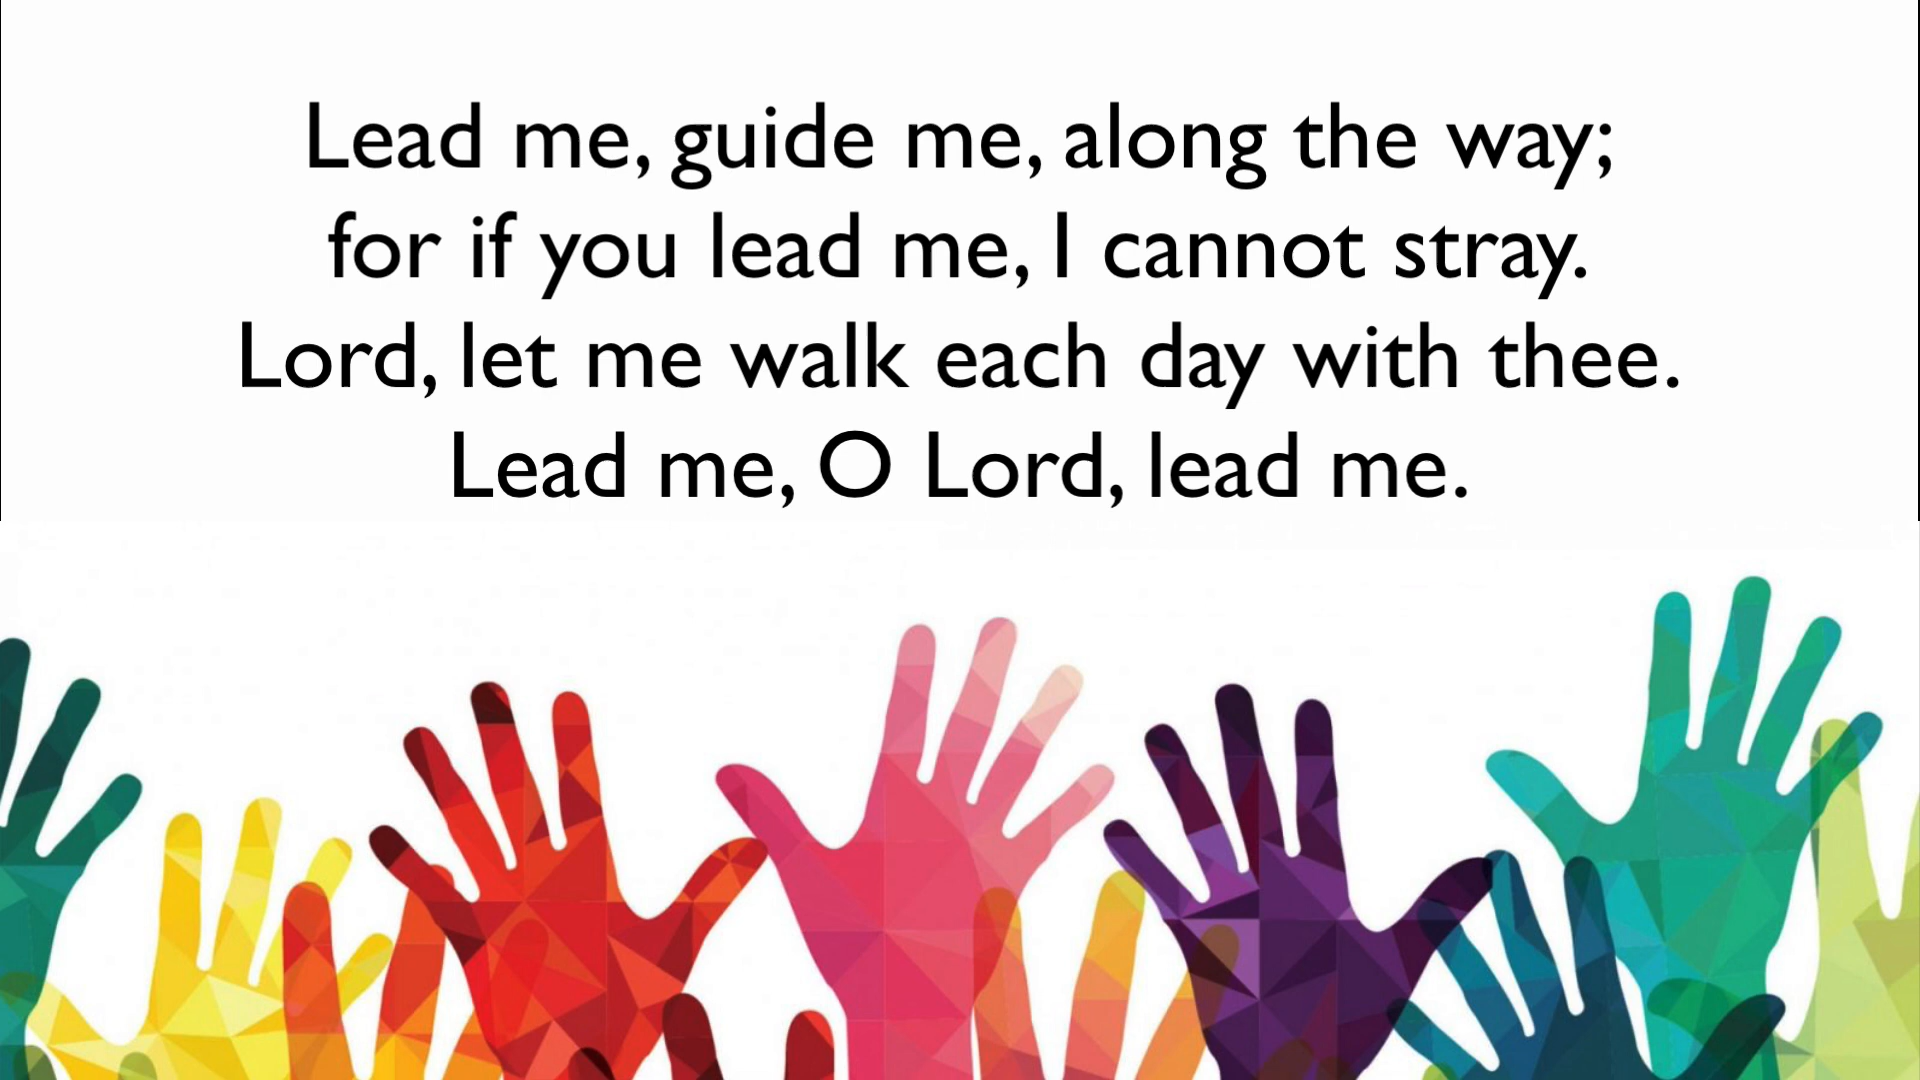 Lead me, guide me, along the way;
for if you lead me, I cannot stray.
Lord, let me walk each day with thee.
Lead me, O Lord, lead me.